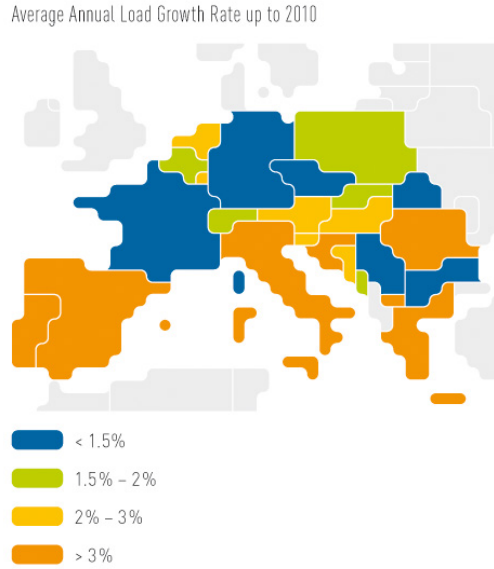 Average Annual Load Growth Rate up to 2010
< 1.5%
1.5% – 2%
2% – 3%
> 3%